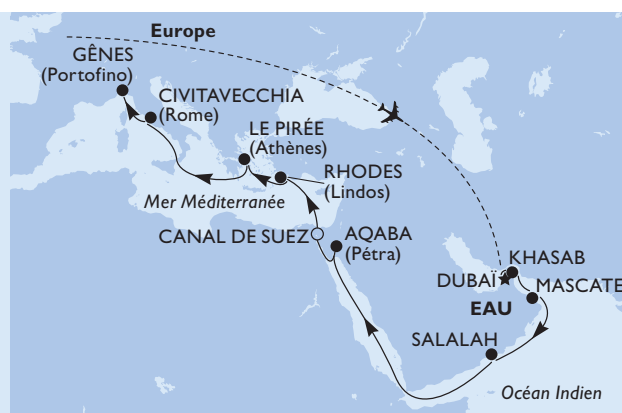 Europe
GÊNES
(Portofino)
CIVITAVECCHIA
(Rome)
LE PIRÉE
(Athènes)
RHODES
(Lindos)
Mer Méditerranée
CANAL DE SUEZ
AQABA
(Pétra)
KHASAB
DUBAÏ
MASCATE
EAU
SALALAH
Océan Indien